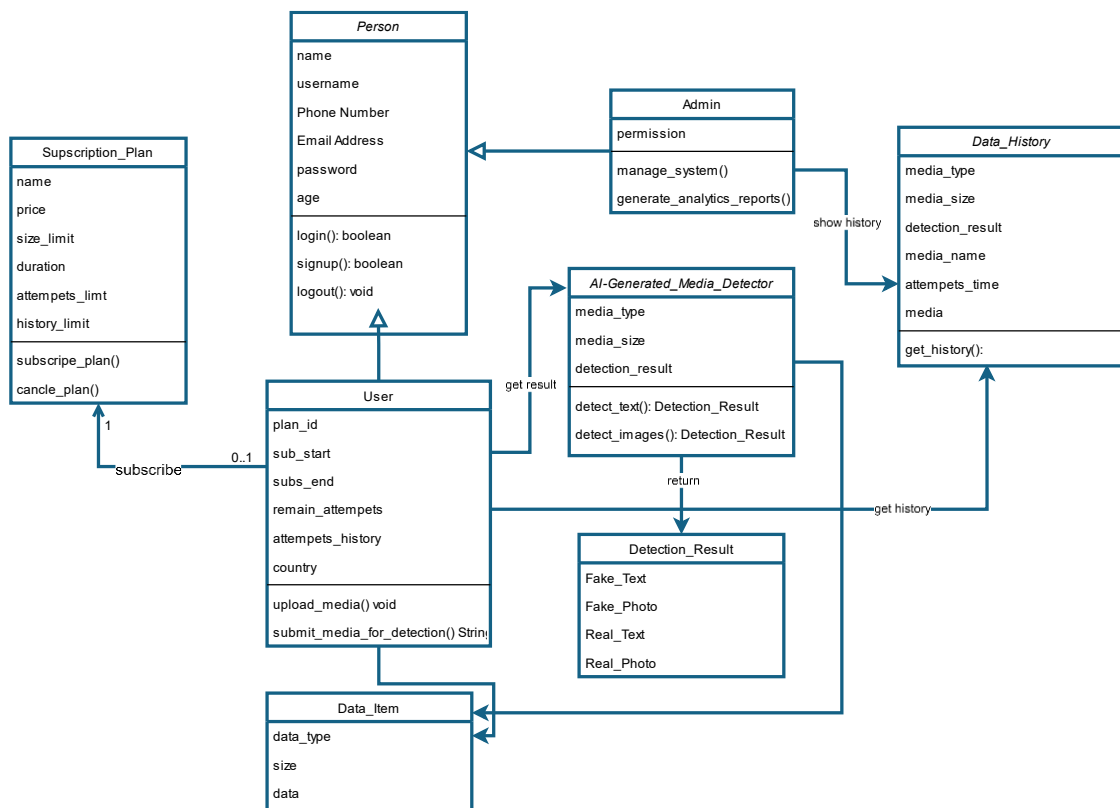 Person
name
username
Phone Number
Email Address
password
age
login(): boolean
signup(): boolean
logout(): void
Admin
permission
manage_system()
generate_analytics_reports()
Data_History
media_type
media_size
detection_result
media_name
attempets_time
media
get_history():
show history
Supscription_Plan
name
price
size_limit
duration
attempets_limt
history_limit
subscripe_plan()
cancle_plan()
1
0..1
subscribe
AI-Generated_Media_Detector
media_type
media_size
detection_result
detect_text(): Detection_Result
detect_images(): Detection_Result
get result
return
get history
User
plan_id
sub_start
subs_end
remain_attempets
attempets_history
country
upload_media() void
submit_media_for_detection() String
Detection_Result
Fake_Text
Fake_Photo
Real_Text
Real_Photo
Data_Item
data_type
size
data